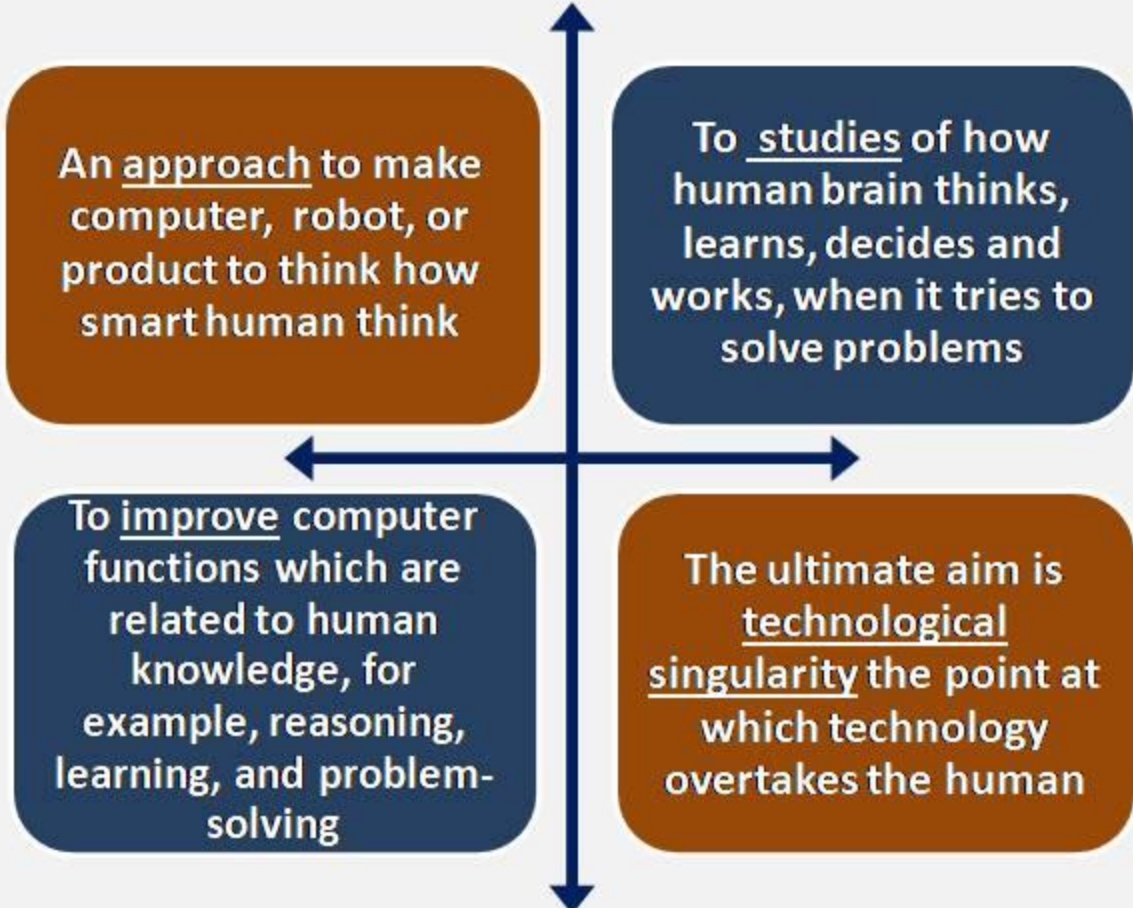 An approach to make
computer, robot, or
product to think how
smart human think
To studies of how
human brain thinks,
learns, decides and
works, when it tries to
solve problems
To improve computer
functions which are
related to human
knowledge, for
example, reasoning,
learning, and problem-
solving
The ultimate aim is
technological
singularity the point at
which technology
overtakes the human